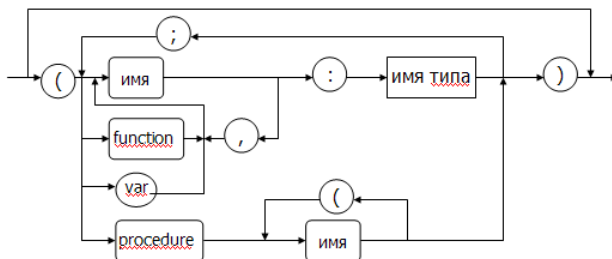 ;
( имя : имя типа )
function ,
var
(
procedure имя